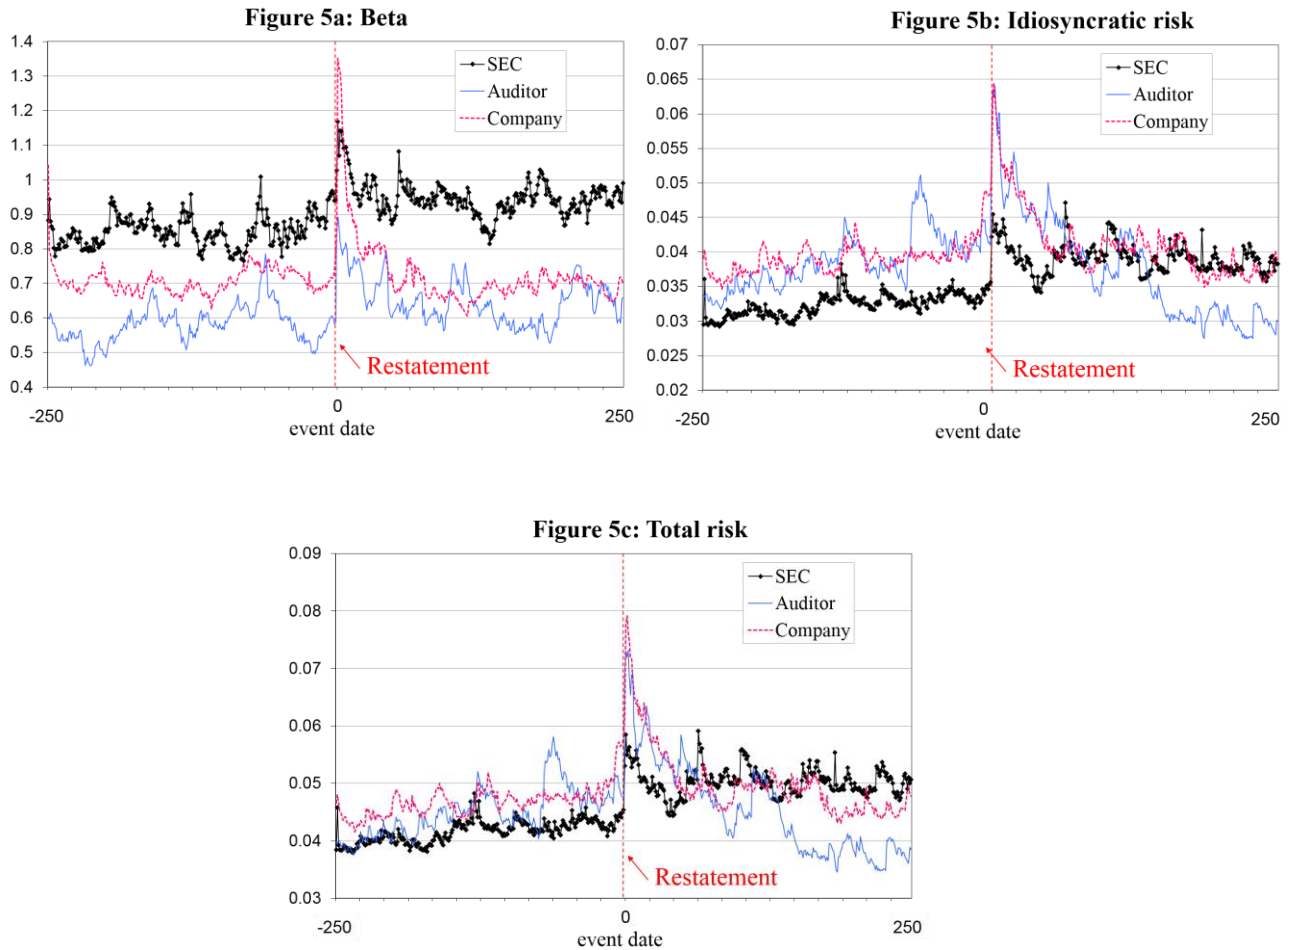 Figure 5a: Beta
1.4
1.3
1.2
1.1
1
0.9
0.8
0.7
0.6
0.5
0.4
SEC
Auditor
Company
Restatement
-250
0
250
event date
Figure 5b: Idiosyncratic risk
0.07
0.065
0.06
0.055
0.05
0.045
0.04
0.035
0.03
0.025
0.02
SEC
Auditor
Company
Restatement
-250
0
250
event date
Figure 5c: Total risk
0.09
0.08
0.07
0.06
0.05
0.04
0.03
SEC
Auditor
Company
Restatement
-250
0
250
event date